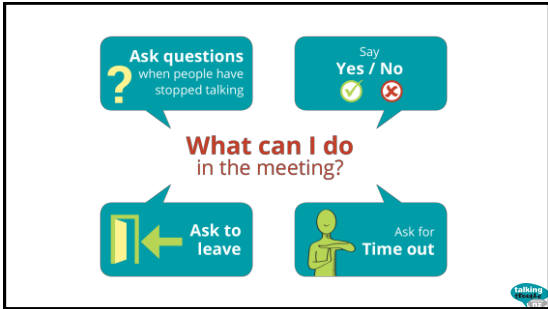 Ask questions
when people have
stopped talking
?
Say
Yes / No
What can I do
in the meeting?
Ask to
leave
Ask for
Time out
talking